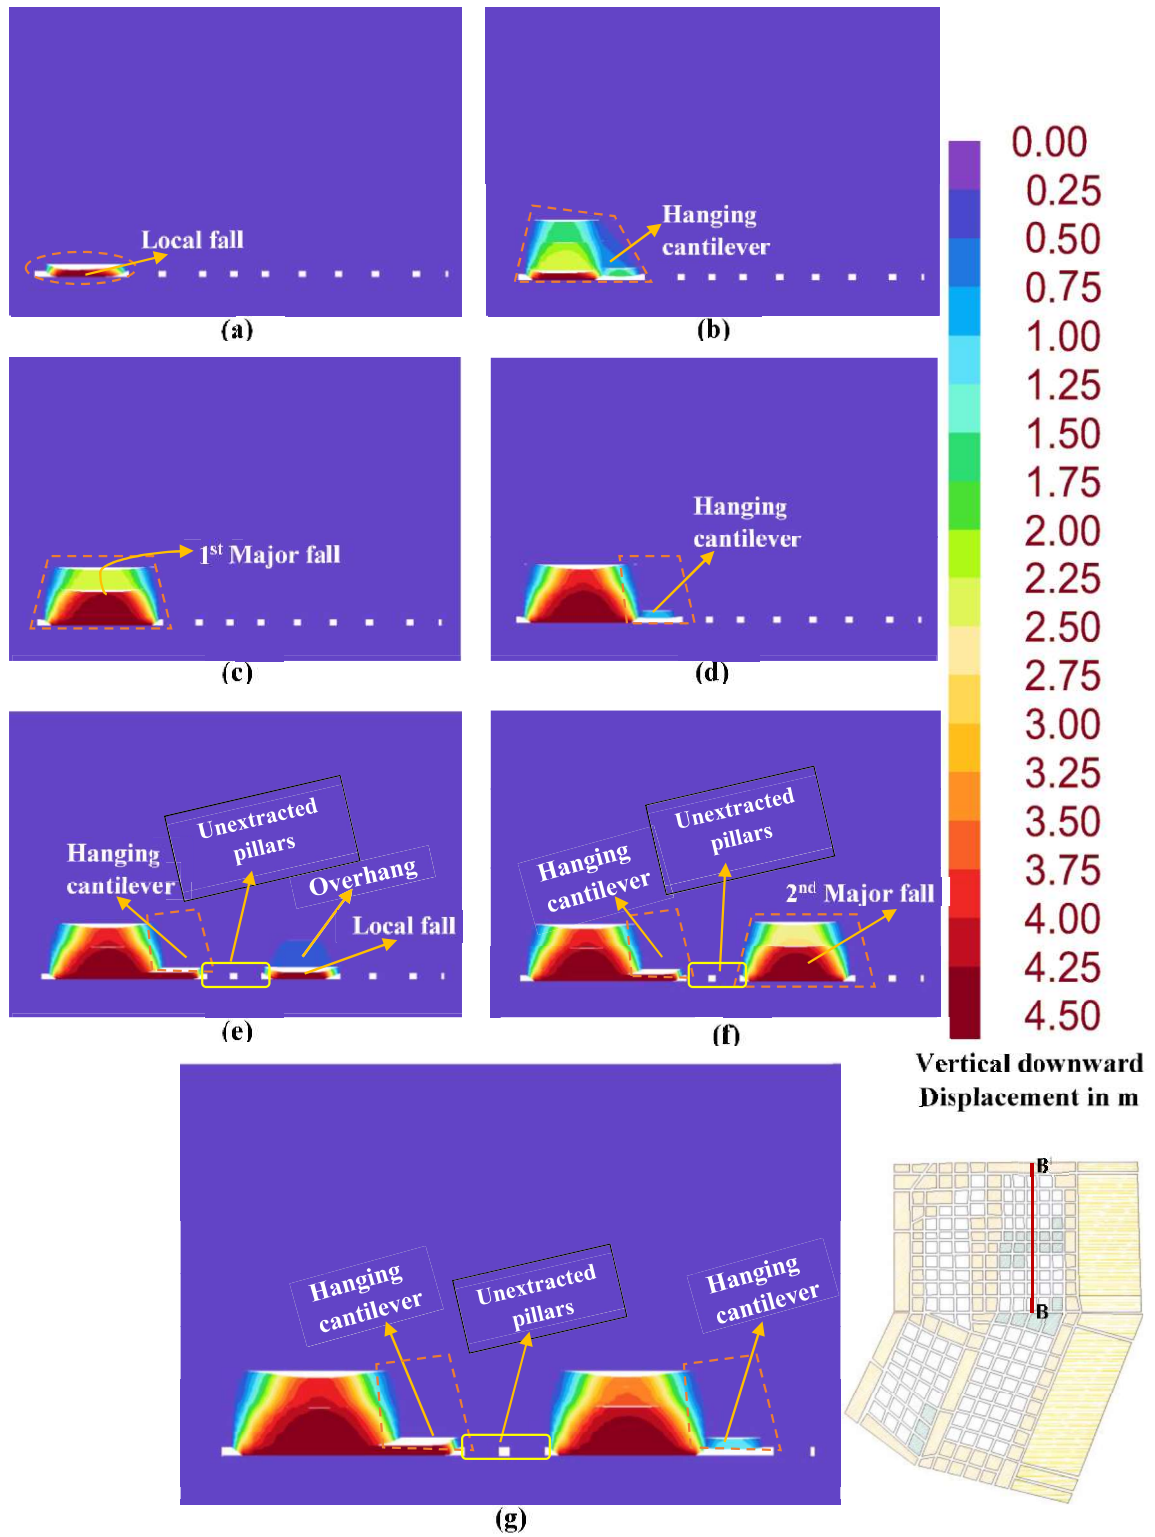 Local fall
(a)
Hanging
cantilever
(b)
1st Major fall
(c)
Hanging
cantilever
(d)
Unextracted
pillars
Hanging
cantilever
Overhang
Local fall
(e)
Unextracted
pillars
Hanging
cantilever
2nd Major fall
(f)
Hanging
cantilever
Unextracted
pillars
Hanging
cantilever
(g)
0.00
0.25
0.50
0.75
1.00
1.25
1.50
1.75
2.00
2.25
2.50
2.75
3.00
3.25
3.50
3.75
4.00
4.25
4.50
Vertical downward
Displacement in m
B'
B